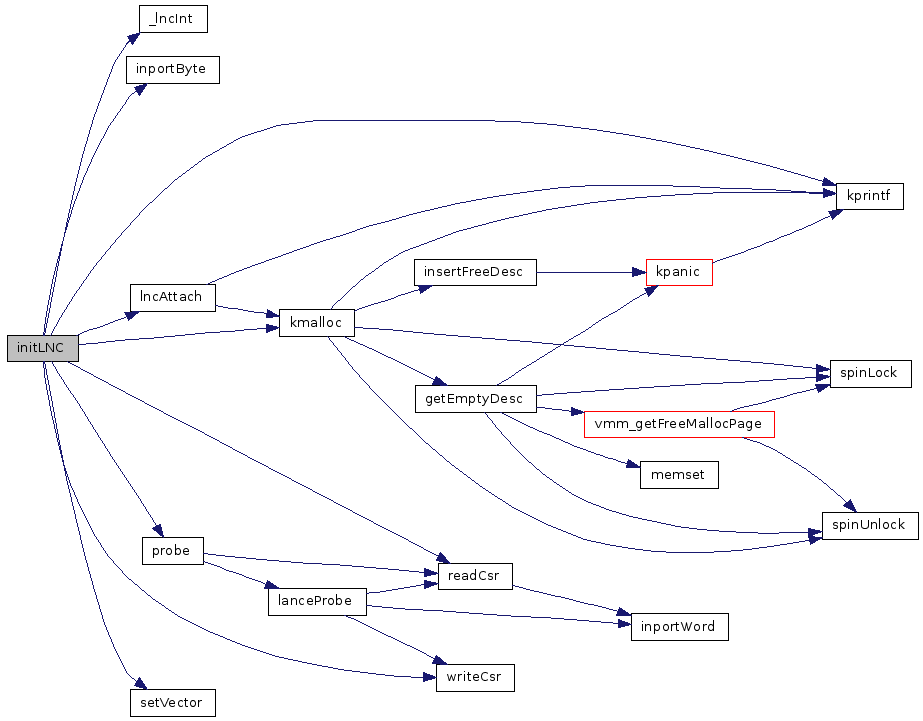 _lncInt
inportByte
kprintf
insertFreeDesc
kpanic
lncAttach
kmalloc
initLNC
spinLock
getEmptyDesc
vmm_getFreeMallocPage
memset
spinUnlock
probe
readCsr
lanceProbe
inportWord
writeCsr
setVector